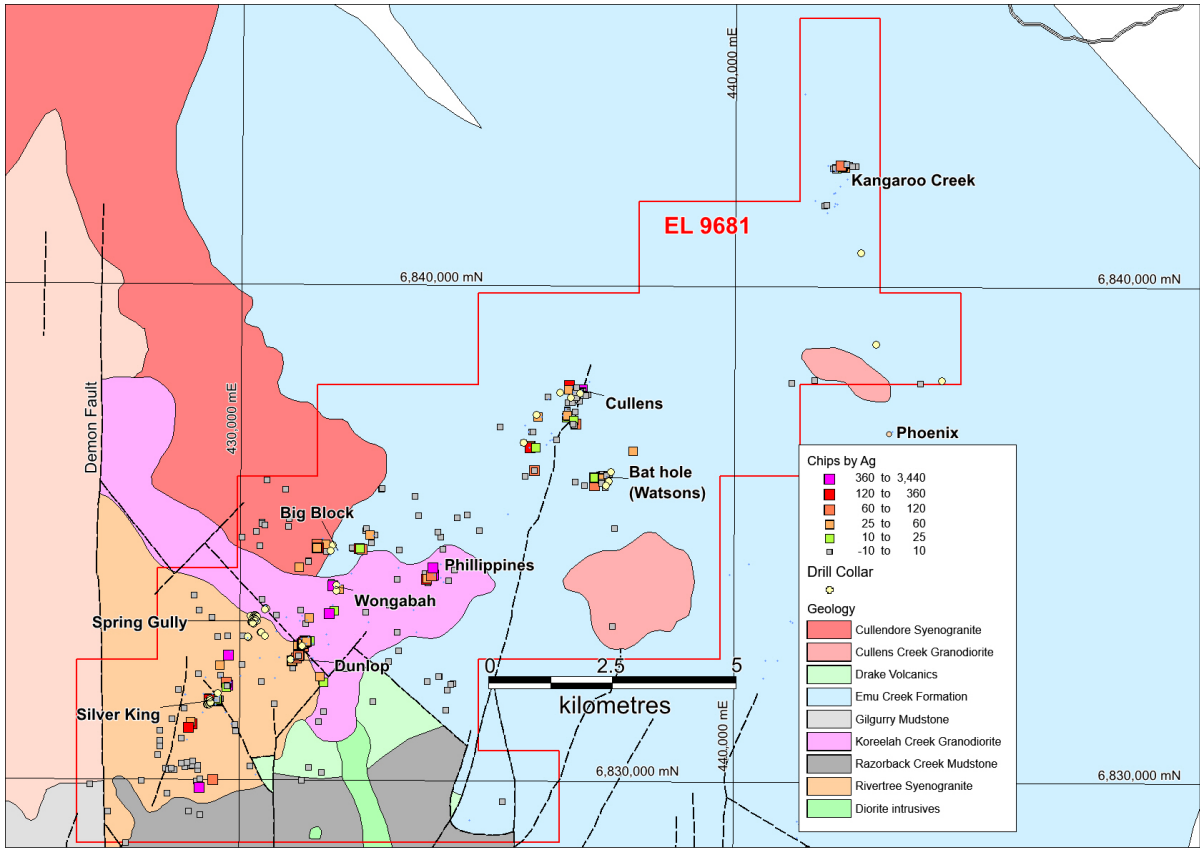 440,000 mE
Kangaroo Creek
EL 9681
6,840,000 mN
Demon Fault
430,000 mE
Cullens
Phoenix
Bat hole
(Watsons)
Big Block
Phillippines
Wongabah
Spring Gully
Dunlop
Silver King
0 2.5 5
kilometres
440,000 mE
6,830,000 mN
6,830,000 mN
Chips by Ag
360 to 3,440
120 to 360
60 to 120
25 to 60
10 to 25
-10 to 10
Drill Collar
Geology
Cullendore Syenogranite
Cullens Creek Granodiorite
Drake Volcanics
Emu Creek Formation
Gilgurry Mudstone
Koreelah Creek Granodiorite
Razorback Creek Mudstone
Rivertree Syenogranite
Diorite intrusives
6,840,000 mN